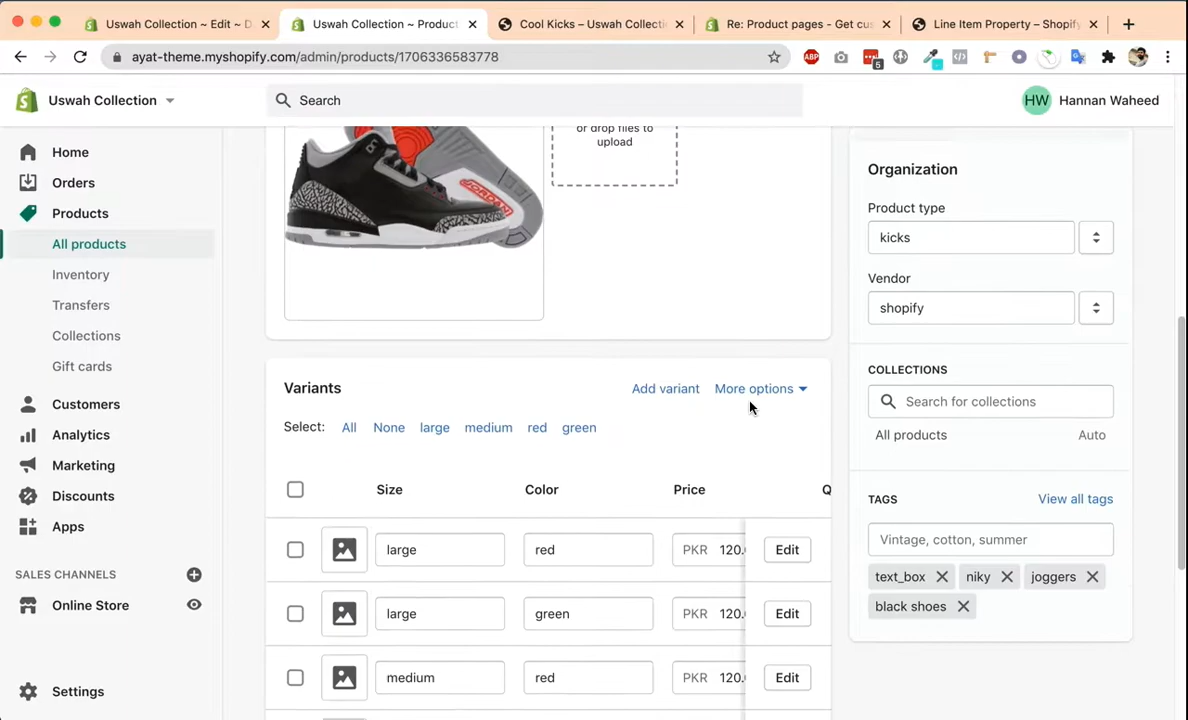 Uswah Collection ~ Edit ~ D
Uswah Collection ~ Product
Cool Kicks – Uswah Collecti
Re: Product pages - Get cus
Line Item Property – Shopify
ayat-theme.myshopify.com/admin/products/1706336583778
5
Uswah Collection
Search
HW
Hannan Waheed
Home
Orders
Products
All products
Inventory
Transfers
Collections
Gift cards
Customers
Analytics
Marketing
Discounts
Apps
SALES CHANNELS
Online Store
Settings
or drop files to
upload
JORDAN
Variants
Add variant
More options
Select: All None large medium red green
Size Color Price Q
large red PKR 120. Edit
large green PKR 120. Edit
medium red PKR 120. Edit
Organization
Product type
kicks
Vendor
shopify
COLLECTIONS
Search for collections
All products Auto
TAGS View all tags
Vintage, cotton, summer
text_box niky joggers
black shoes